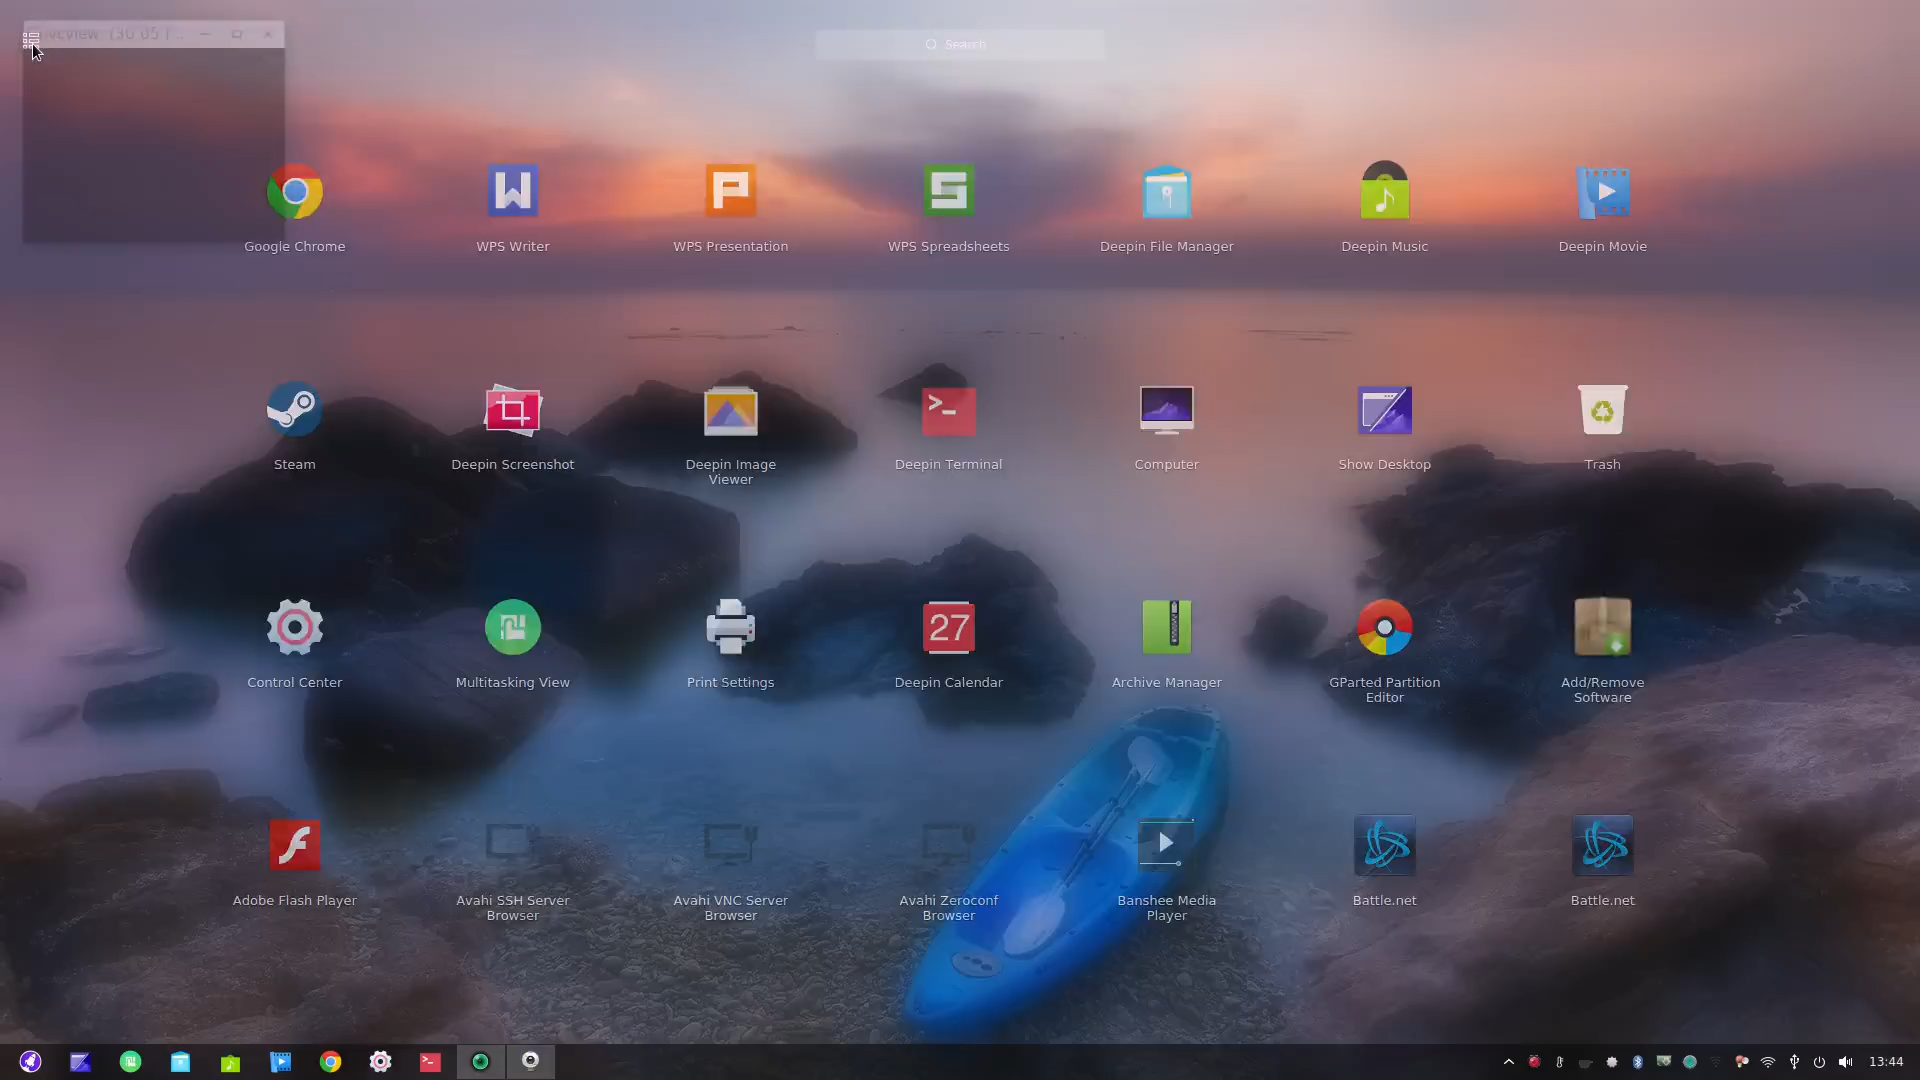 Search
Google Chrome
WPS Writer
WPS Presentation
WPS Spreadsheets
Deepin File Manager
Deepin Music
Deepin Movie
Steam
Deepin Screenshot
Deepin Image
Viewer
Deepin Terminal
Computer
Show Desktop
Trash
Control Center
Multitasking View
Print Settings
27
Deepin Calendar
Archive Manager
GParted Partition
Editor
Add/Remove
Software
Adobe Flash Player
Avahi SSH Server
Browser
Avahi VNC Server
Browser
Avahi Zeroconf
Browser
Banshee Media
Player
Battle.net
Battle.net
13:44